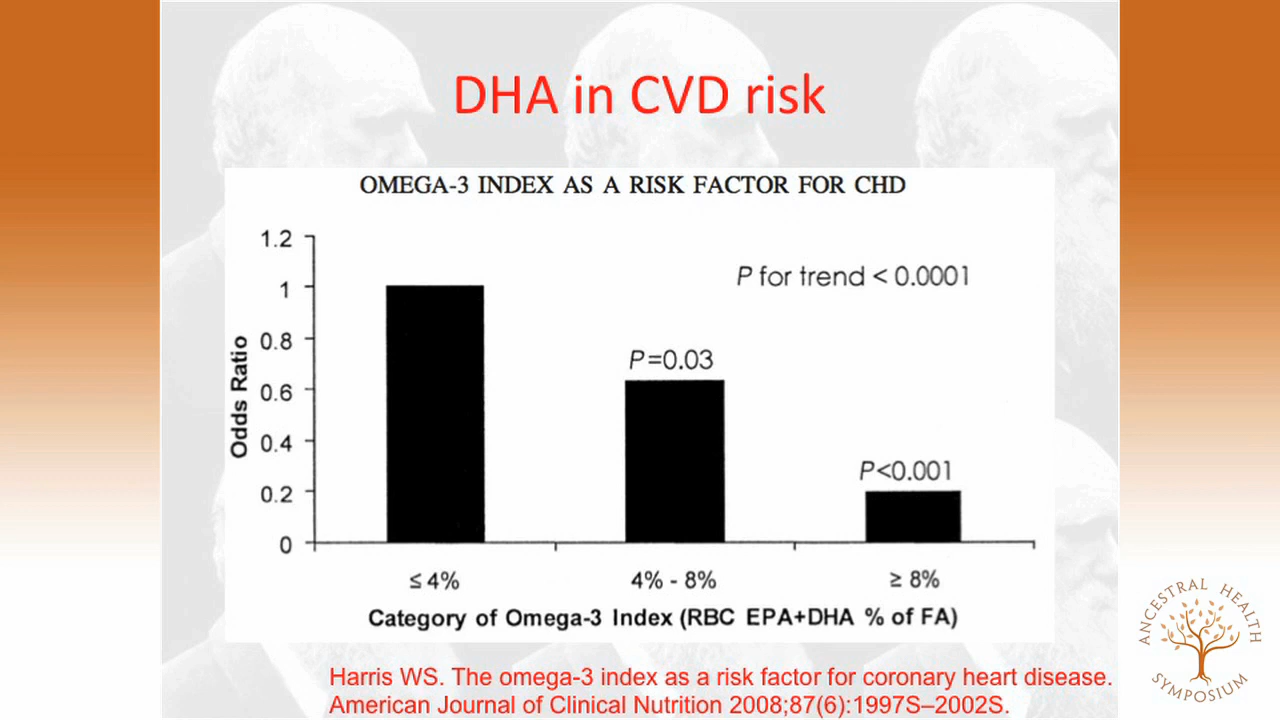 DHA in CVD risk
OMEGA-3 INDEX AS A RISK FACTOR FOR CHD
1.2
1
0.8
0.6
0.4
0.2
0
Odds Ratio
P for trend < 0.0001
P=0.03
P<0.001
≤ 4%
4% - 8%
≥ 8%
Category of Omega-3 Index (RBC EPA+DHA % of FA)
Harris WS. The omega-3 index as a risk factor for coronary heart disease.
American Journal of Clinical Nutrition 2008;87(6):1997S–2002S.
ANCESTRAL HEALTH
SYMPOSIUM